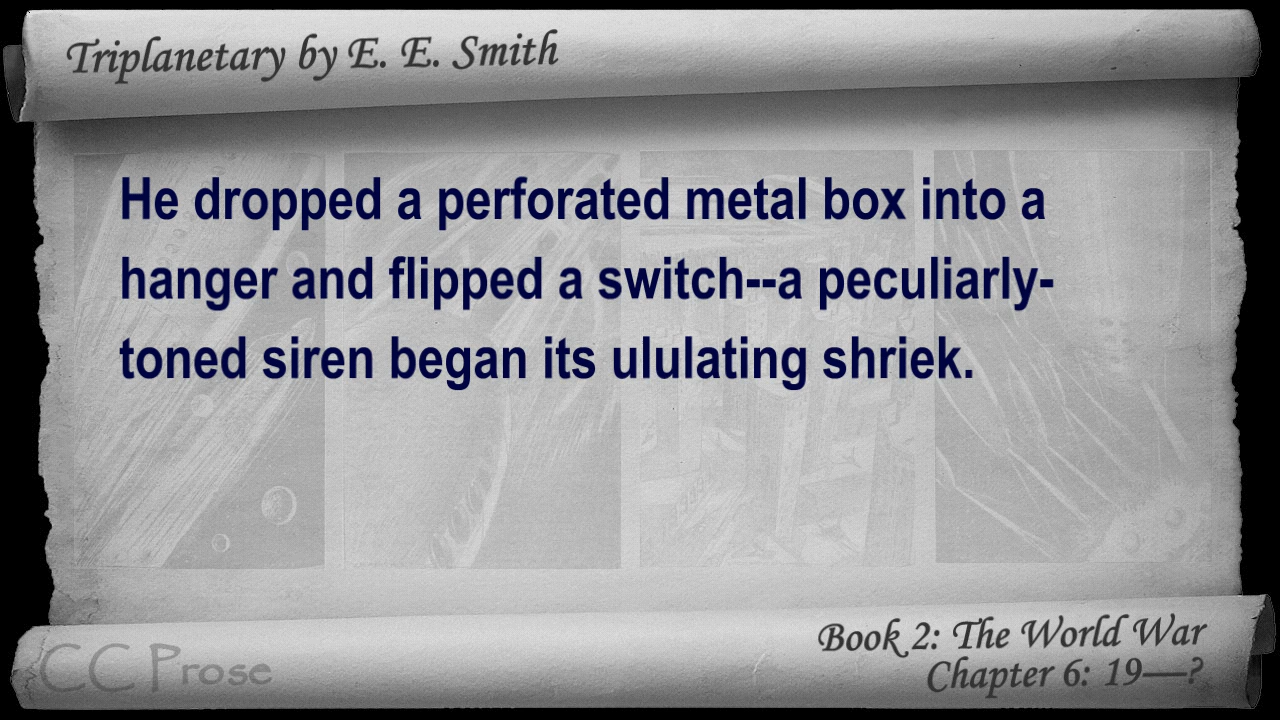 Triplanetary by E. E. Smith
He dropped a perforated metal box into a
hanger and flipped a switch--a peculiarly-
toned siren began its ululating shriek.
Book 2: The World War
Chapter 6: 19—–?
CC Prose